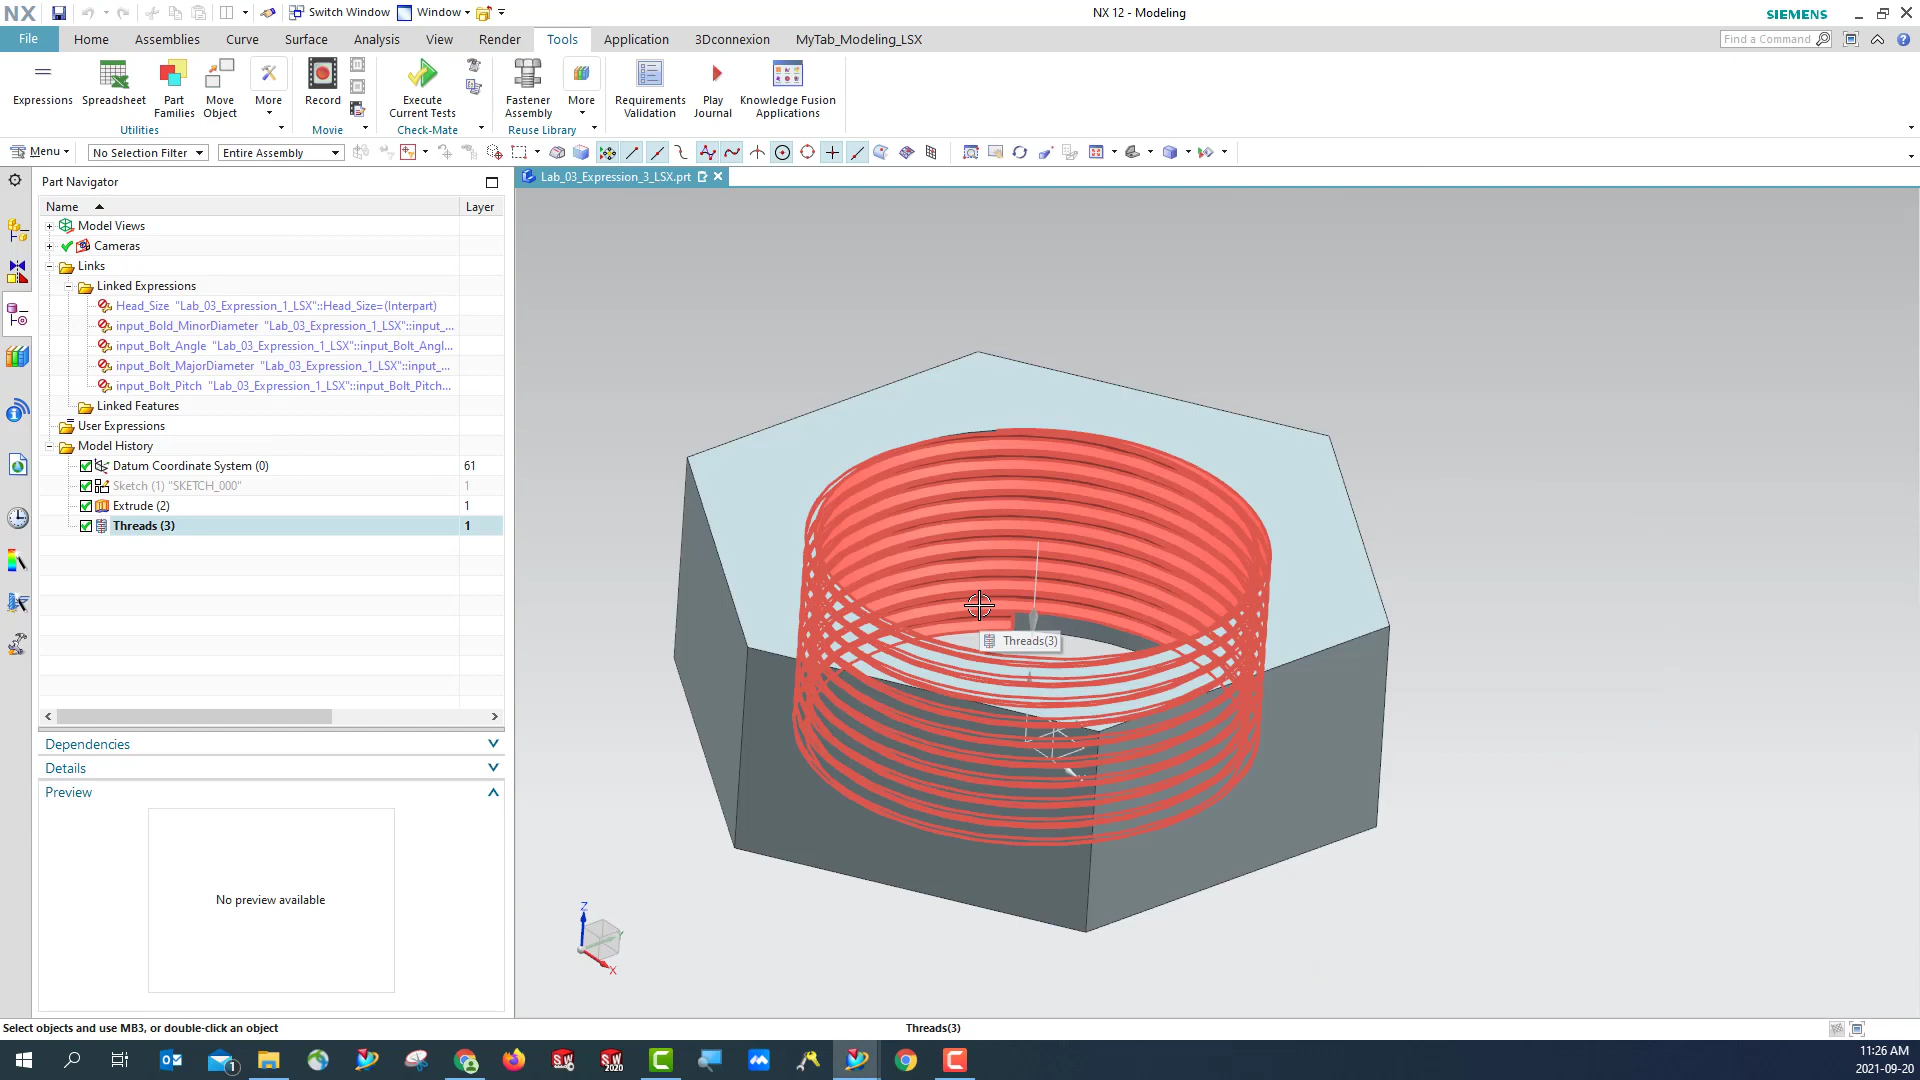 NX Switch Window Window NX 12 - Modeling SIEMENS
File Home Assemblies Curve Surface Analysis View Render Tools Application 3Dconnexion MyTab_Modeling_LSX Find a Command
Expressions Spreadsheet Part Families Move Object More Record Execute Current Tests Fastener Assembly More Requirements Validation Play Journal Knowledge Fusion Applications
Utilities Movie Check-Mate Reuse Library
Menu No Selection Filter Entire Assembly
Part Navigator
Lab_03_Expression_3_LSX.prt
Name Layer
Model Views
Cameras
Links
Linked Expressions
Head_Size "Lab_03_Expression_1_LSX"::Head_Size=(Interpart)
input_Bold_MinorDiameter "Lab_03_Expression_1_LSX"::input_...
input_Bolt_Angle "Lab_03_Expression_1_LSX"::input_Bolt_Angl...
input_Bolt_MajorDiameter "Lab_03_Expression_1_LSX"::input_...
input_Bolt_Pitch "Lab_03_Expression_1_LSX"::input_Bolt_Pitch...
Linked Features
User Expressions
Model History
Datum Coordinate System (0) 61
Sketch (1) "SKETCH_000" 1
Extrude (2) 1
Threads (3) 1
Threads(3)
Dependencies
Details
Preview
No preview available
Z
X
Select objects and use MB3, or double-click an object Threads(3)
11:26 AM
2021-09-20